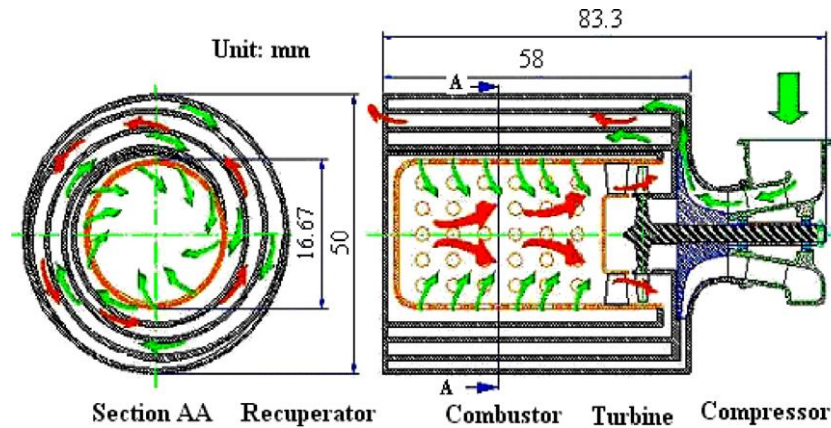 83.3
Unit: mm
58
A
16.67
50
A
Section AA Recuperator Combustor Turbine Compressor